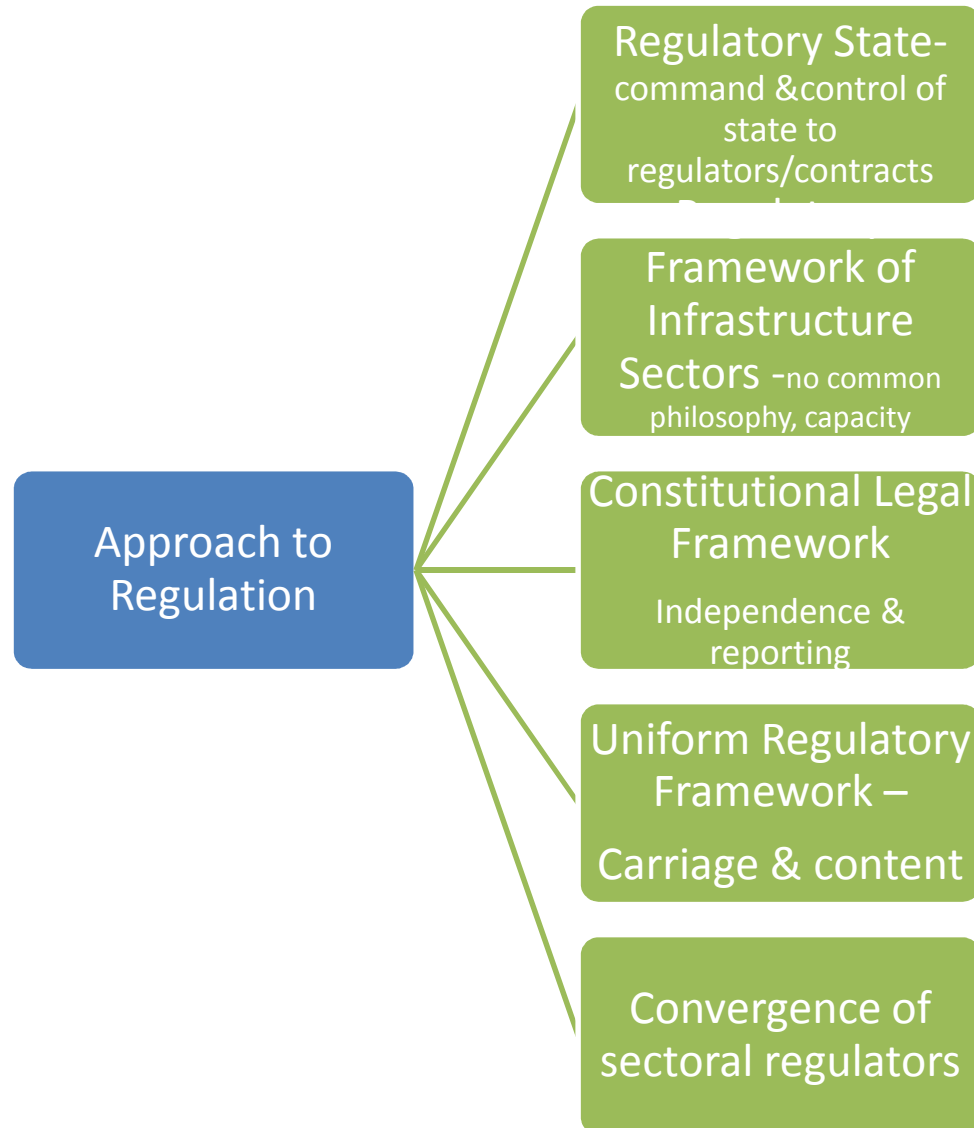 Approach to
Regulation
Regulatory State-
command &control of
state to
regulators/contracts
Framework of
Infrastructure
Sectors -no common
philosophy, capacity
Constitutional Legal
Framework
Independence &
reporting
Uniform Regulatory
Framework –
Carriage & content
Convergence of
sectoral regulators